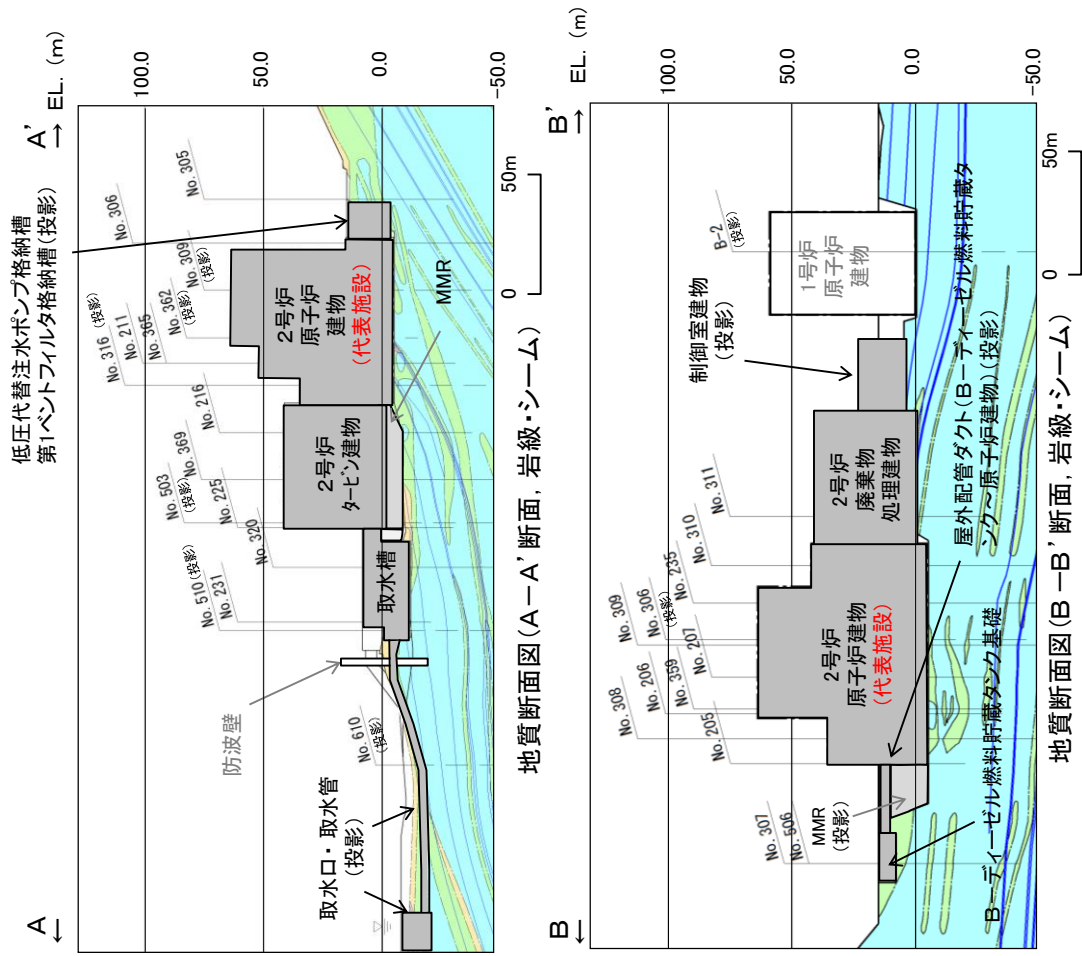 A
A'
EL. (m)
低圧代替注水ポンプ格納槽
第1ベントフィルタ格納槽(投影)
100.0
50.0
0.0
-50.0
No. 510(投影)
No. 231
No. 503
(投影)
No. 369
No. 225
No. 320
No. 216
No. 316(投影)
No. 211
No. 365
No. 362
(投影)
No. 309
(投影)
No. 306
No. 305
No. 610
(投影)
防波壁
取水口・取水管
(投影)
取水槽
2号炉
タービン建物
2号炉
原子炉
建物
(代表施設)
MMR
0
50m
地質断面図(A-A'断面, 岩級・シーム)
B
B'
EL. (m)
100.0
50.0
0.0
-50.0
No. 307
No. 506
No. 308
No. 206
No. 359
No. 205
No. 309
No. 306
(投影)
No. 235
No. 207
No. 310
No. 311
B-2
(投影)
MMR
(投影)
2号炉
原子炉建物
(代表施設)
2号炉
廃棄物
処理建物
制御室建物
(投影)
1号炉
原子炉
建物
B-ディーゼル燃料貯蔵タンク基礎
屋外配管ダクト(B-ディーゼル燃料貯蔵タ
ンク~原子炉建物)(投影)
0
50m
地質断面図(B-B'断面, 岩級・シーム)